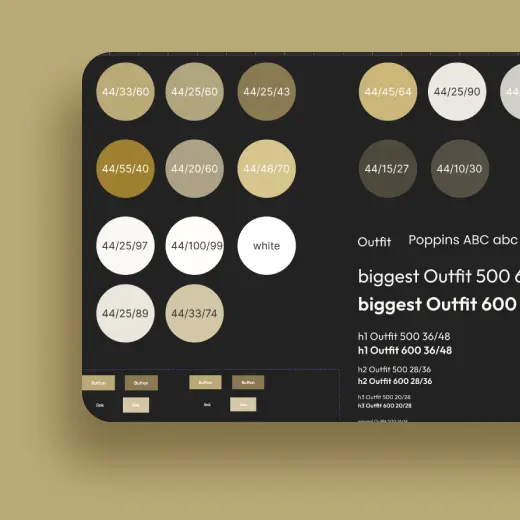 44/33/60
44/25/60
44/25/43
44/45/64
44/25/90
44/55/40
44/20/60
44/48/70
44/15/27
44/10/30
44/25/97
44/100/99
white
Outfit
Poppins ABC abc
biggest Outfit 500
biggest Outfit 600
44/25/89
44/33/74
h1 Outfit 500 36/48
h1 Outfit 600 36/48
h2 Outfit 500 28/36
h2 Outfit 600 28/36
h3 Outfit 500 20/28
h3 Outfit 600 20/28
Button
Button
Button
Button
link
link